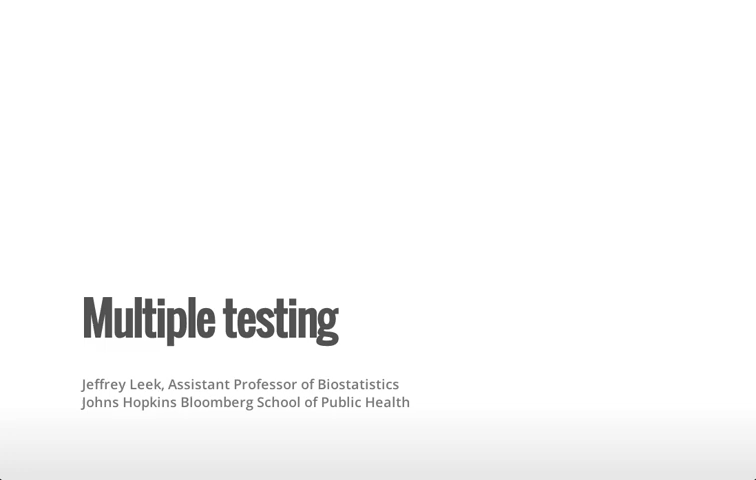 Multiple testing
Jeffrey Leek, Assistant Professor of Biostatistics
Johns Hopkins Bloomberg School of Public Health